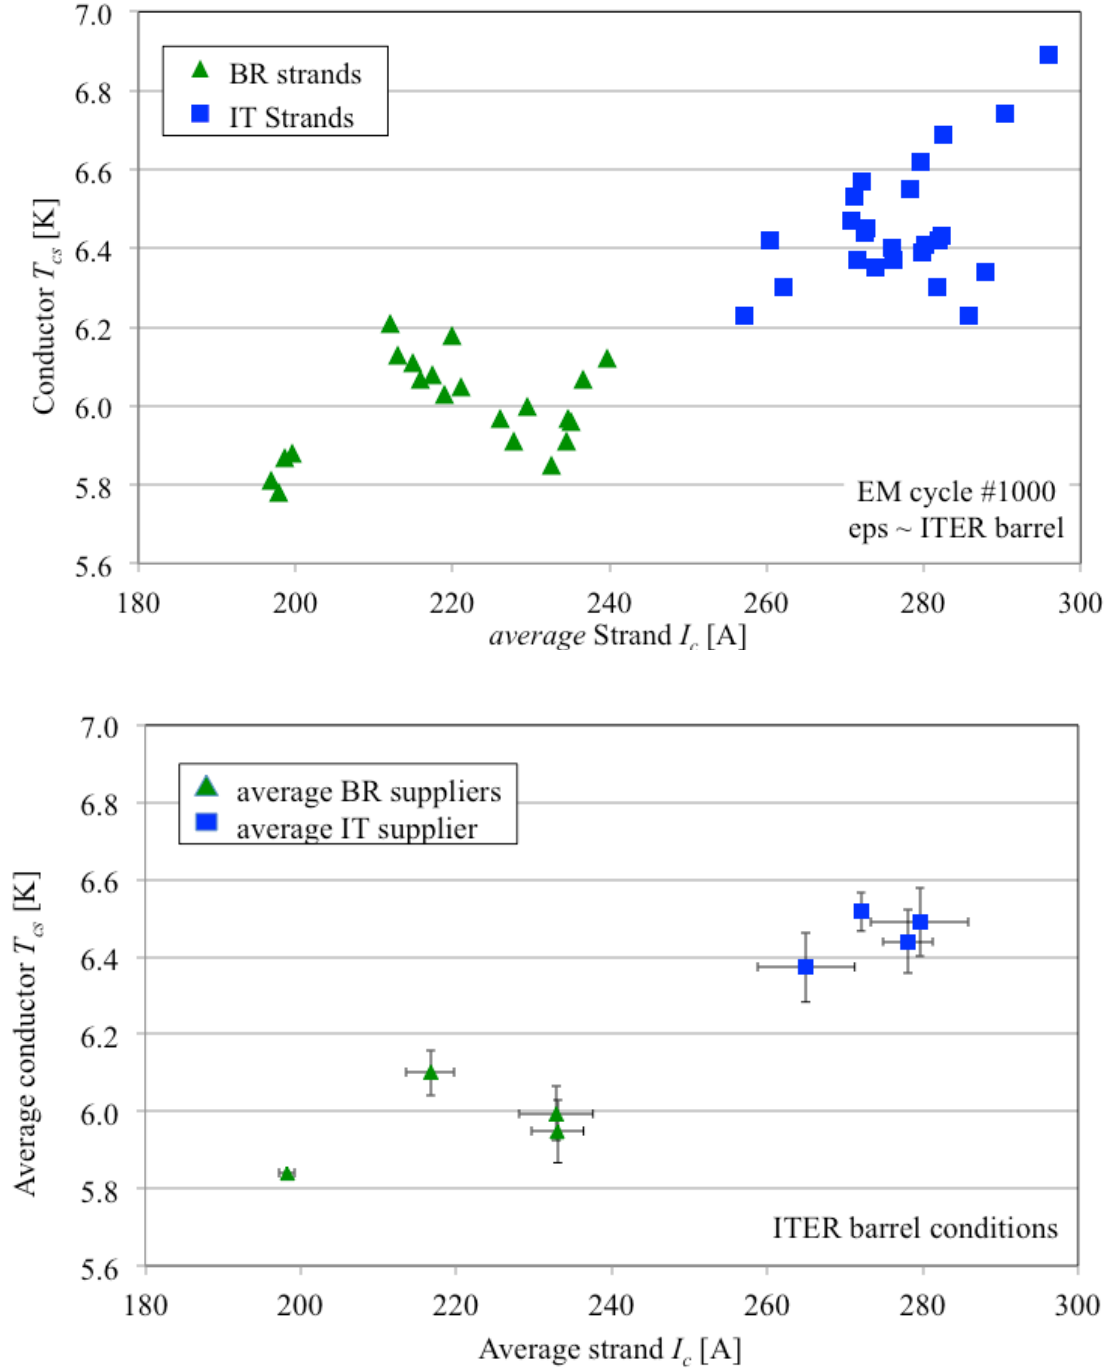 7.0
6.8
6.6
6.4
6.2
6.0
5.8
5.6
Conductor Tcs [K]
BR strands
IT Strands
EM cycle #1000
eps ~ ITER barrel
180 200 220 240 260 280 300
average Strand Ic [A]
7.0
6.8
6.6
6.4
6.2
6.0
5.8
5.6
Average conductor Tcs [K]
average BR suppliers
average IT supplier
ITER barrel conditions
180 200 220 240 260 280 300
Average strand Ic [A]